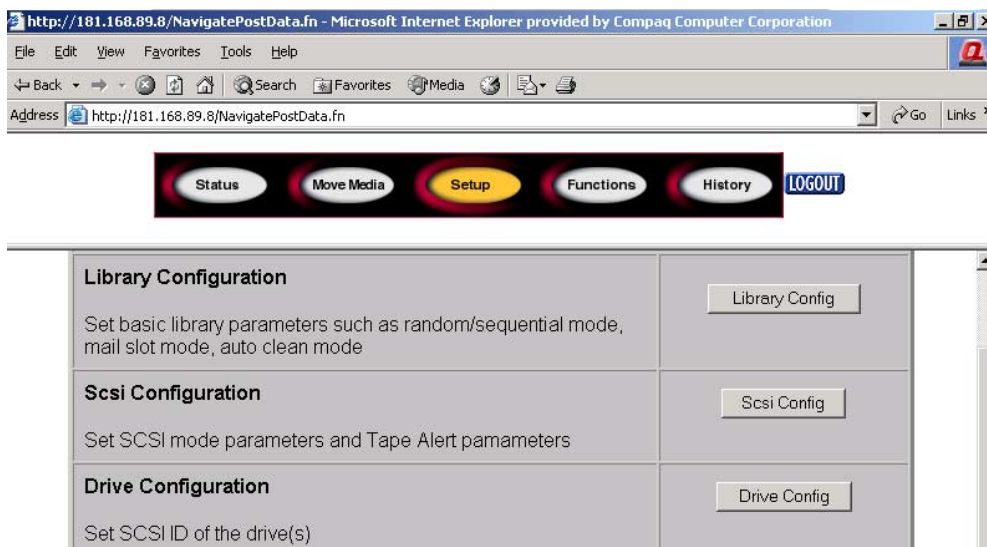 http://181.168.89.8/NavigatePostData.fn - Microsoft Internet Explorer provided by Compaq Computer Corporation
File Edit View Favorites Tools Help
Back Search Favorites Media
Address http://181.168.89.8/NavigatePostData.fn Go Links
Status Move Media Setup Functions History LOGOUT
Library Configuration
Library Config
Set basic library parameters such as random/sequential mode,
mail slot mode, auto clean mode
Scsi Configuration
Scsi Config
Set SCSI mode parameters and Tape Alert pamameters
Drive Configuration
Drive Config
Set SCSI ID of the drive(s)